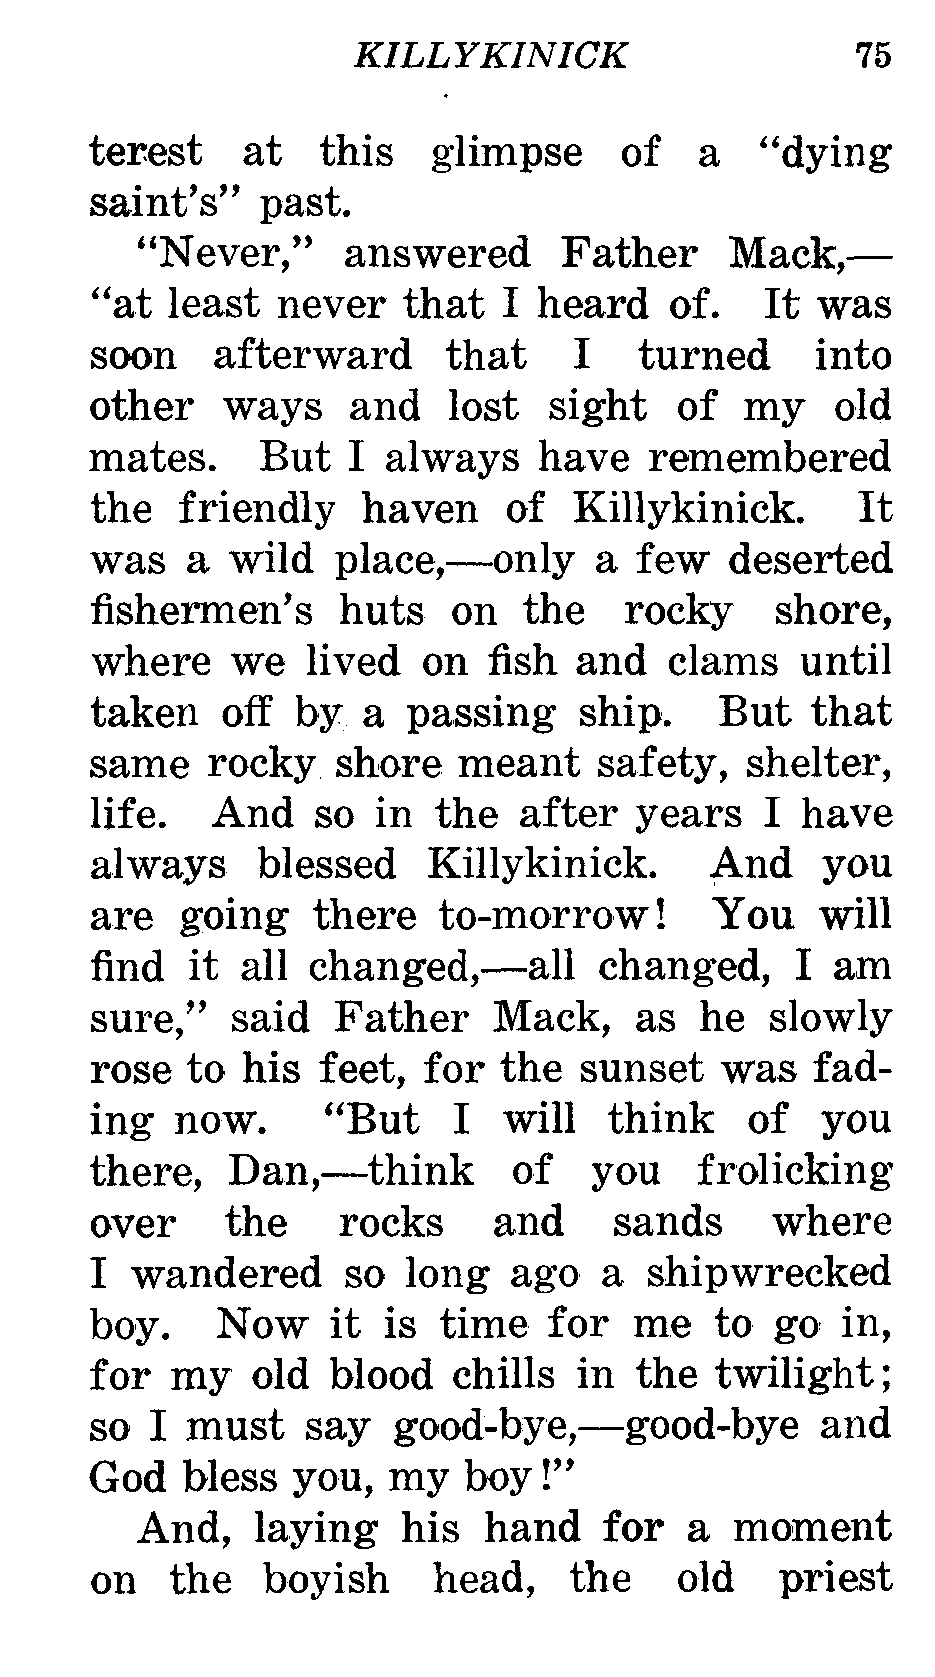 KILLYKINICK 75
terest at this glimpse of a "dying
saint's" past.
"Never," answered Father Mack,—
"at least never that I heard of. It was
soon afterward that I turned into
other ways and lost sight of my old
mates. But I always have remembered
the friendly haven of Killykinick. It
was a wild place,—only a few deserted
fishermen's huts on the rocky shore,
where we lived on fish and clams until
taken off by a passing ship. But that
same rocky shore meant safety, shelter,
life. And so in the after years I have
always blessed Killykinick. And you
are going there to-morrow! You will
find it all changed,—all changed, I am
sure," said Father Mack, as he slowly
rose to his feet, for the sunset was fad-
ing now. "But I will think of you
there, Dan,—think of you frolicking
over the rocks and sands where
I wandered so long ago a shipwrecked
boy. Now it is time for me to go in,
for my old blood chills in the twilight;
so I must say good-bye,—good-bye and
God bless you, my boy!"
And, laying his hand for a moment
on the boyish head, the old priest